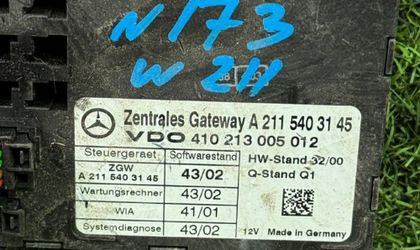 N 173
W 211
Zentrales Gateway A 211 540 31 45
VDO 410 213 005 012
Steuergeraet Softwarestand HW-Stand 32/00
ZGW 43/02 Q-Stand Q1
A 211 540 31 45
Wartungsrechner 43/02
WIA 41/01
Systemdiagnose 43/02 12V Made in Germany